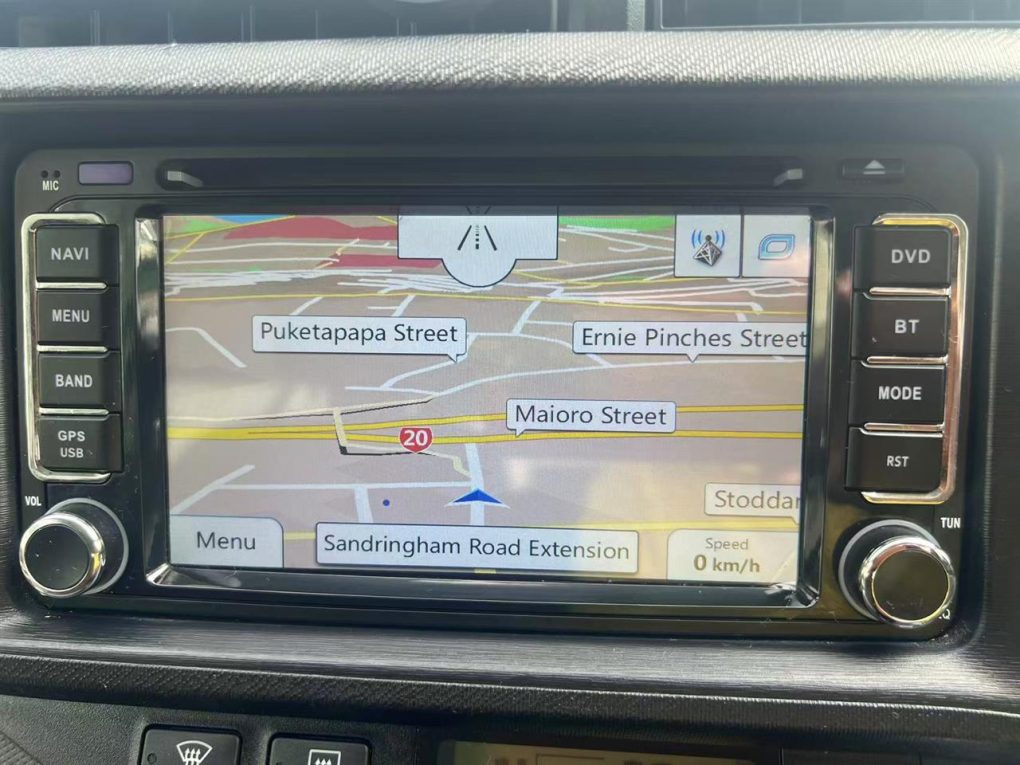 MIC
NAVI
MENU
BAND
GPS
USB
VOL
Puketapapa Street
Ernie Pinches Street
Maioro Street
20
Stoddar
Menu
Sandringham Road Extension
Speed
0 km/h
DVD
BT
MODE
RST
TUN